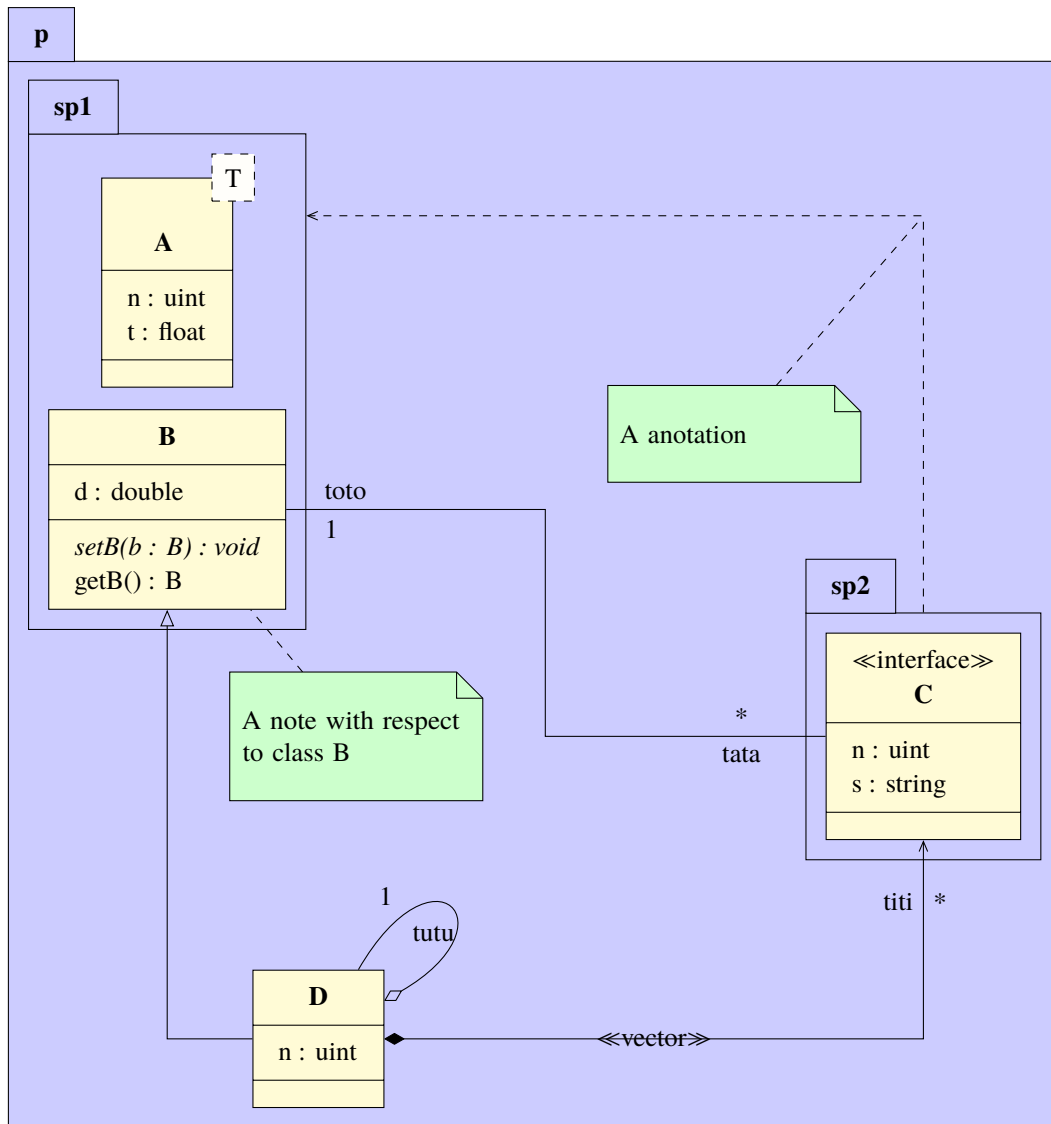 p
sp1
T
A
n : uint
t : float
A anotation
B
d : double
setB(b : B) : void
getB() : B
toto
1
sp2
≪interface≫
C
n : uint
s : string
A note with respect
to class B
*
tata
titi
*
1
tutu
D
n : uint
≪vector≫